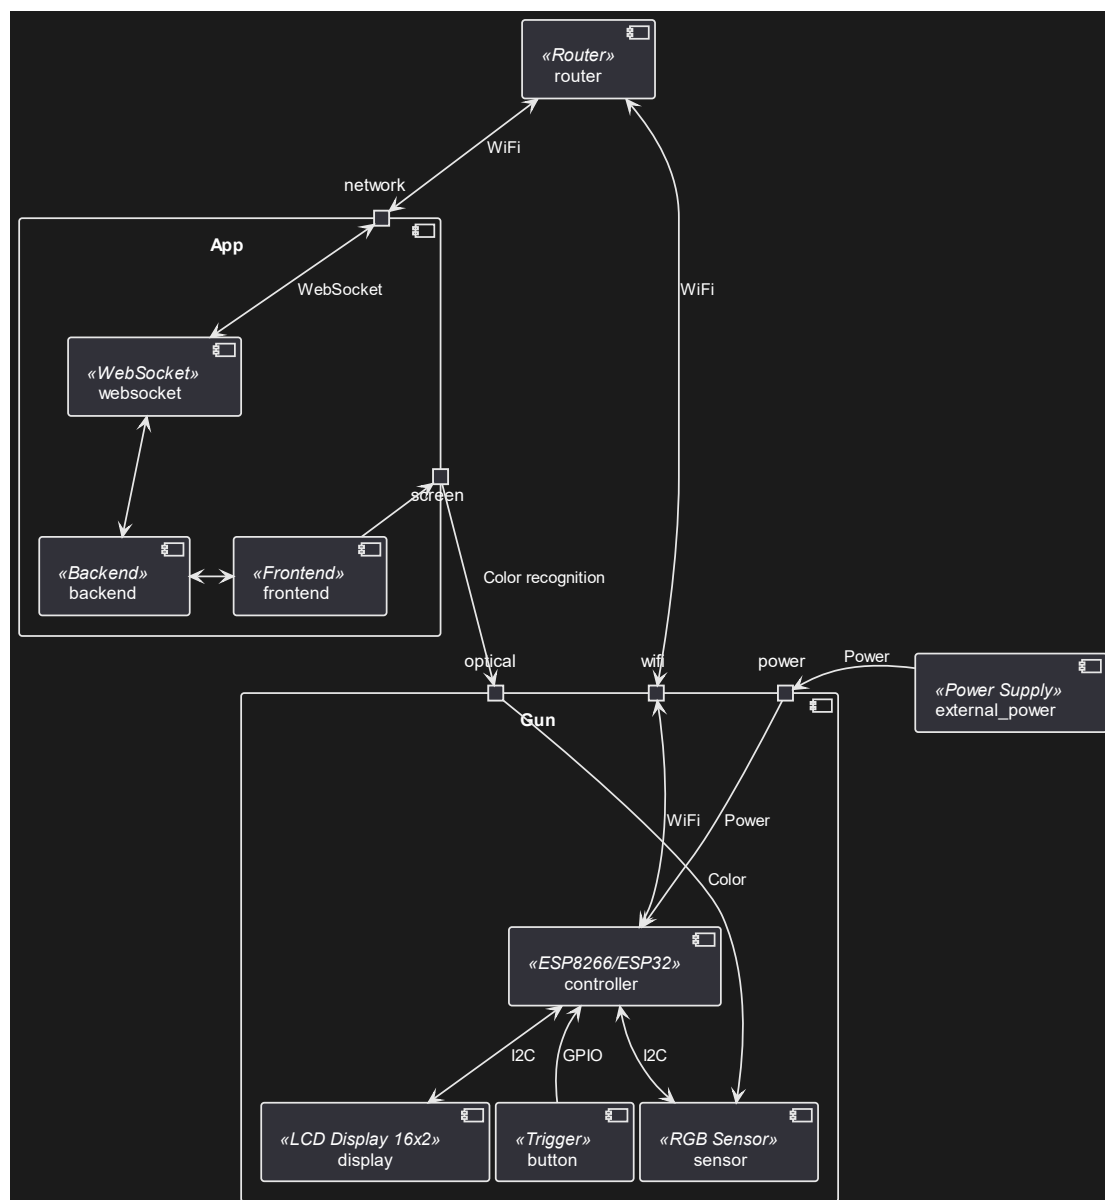 «Router»
router
WiFi
network
App
WebSocket
WiFi
«WebSocket»
websocket
screen
«Backend»
backend
«Frontend»
frontend
Color recognition
optical
wifi
power
Power
«Power Supply»
external_power
Gun
WiFi
Power
Color
«ESP8266/ESP32»
controller
I2C
GPIO
I2C
«LCD Display 16x2»
display
«Trigger»
button
«RGB Sensor»
sensor